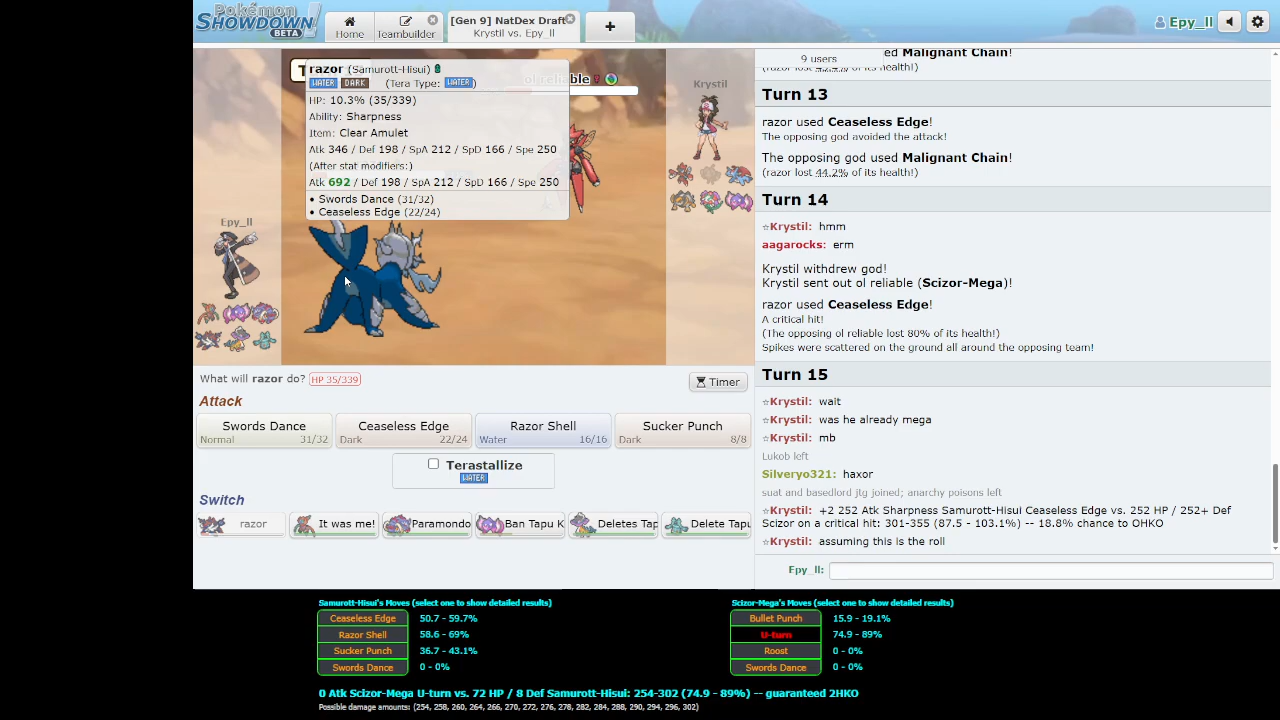 Pokémon
SHOWDOWN!
BETA
Home
Teambuilder
[Gen 9] NatDex Draft
Krystil vs. Epy_ll
Epy_ll
T
ol reliable
razor (Samurott-Hisui)
WATER DARK (Tera Type: WATER)
HP: 10.3% (35/339)
Ability: Sharpness
Item: Clear Amulet
Atk 346 / Def 198 / SpA 212 / SpD 166 / Spe 250
(After stat modifiers:)
Atk 692 / Def 198 / SpA 212 / SpD 166 / Spe 250
• Swords Dance (31/32)
• Ceaseless Edge (22/24)
Krystil
Epy_ll
What will razor do? HP 35/339
Timer
Attack
Swords Dance
Normal 31/32
Ceaseless Edge
Dark 22/24
Razor Shell
Water 16/16
Sucker Punch
Dark 8/8
Terastallize
WATER
Switch
razor
It was me!
Paramondo
Ban Tapu K
Deletes Tap
Delete Tapu
9 users
ed Malignant Chain!
Turn 13
razor used Ceaseless Edge!
The opposing god avoided the attack!
The opposing god used Malignant Chain!
(razor lost 44.2% of its health!)
Turn 14
☆Krystil: hmm
aagarocks: erm
Krystil withdrew god!
Krystil sent out ol reliable (Scizor-Mega)!
razor used Ceaseless Edge!
A critical hit!
(The opposing ol reliable lost 80% of its health!)
Spikes were scattered on the ground all around the opposing team!
Turn 15
☆Krystil: wait
☆Krystil: was he already mega
☆Krystil: mb
Lukob left
Silveryo321: haxor
suat and basedlord jtg joined; anarchy poisons left
☆Krystil: +2 252 Atk Sharpness Samurott-Hisui Ceaseless Edge vs. 252 HP / 252+ Def
Scizor on a critical hit: 301-355 (87.5 - 103.1%) -- 18.8% chance to OHKO
☆Krystil: assuming this is the roll
Epy_ll:
Samurott-Hisui's Moves (select one to show detailed results)
Ceaseless Edge 50.7 - 59.7%
Razor Shell 58.6 - 69%
Sucker Punch 36.7 - 43.1%
Swords Dance 0 - 0%
Scizor-Mega's Moves (select one to show detailed results)
Bullet Punch 15.9 - 19.1%
U-turn 74.9 - 89%
Roost 0 - 0%
Swords Dance 0 - 0%
0 Atk Scizor-Mega U-turn vs. 72 HP / 8 Def Samurott-Hisui: 254-302 (74.9 - 89%) -- guaranteed 2HKO
Possible damage amounts: (254, 258, 260, 264, 266, 270, 272, 276, 278, 282, 284, 288, 290, 294, 296, 302)